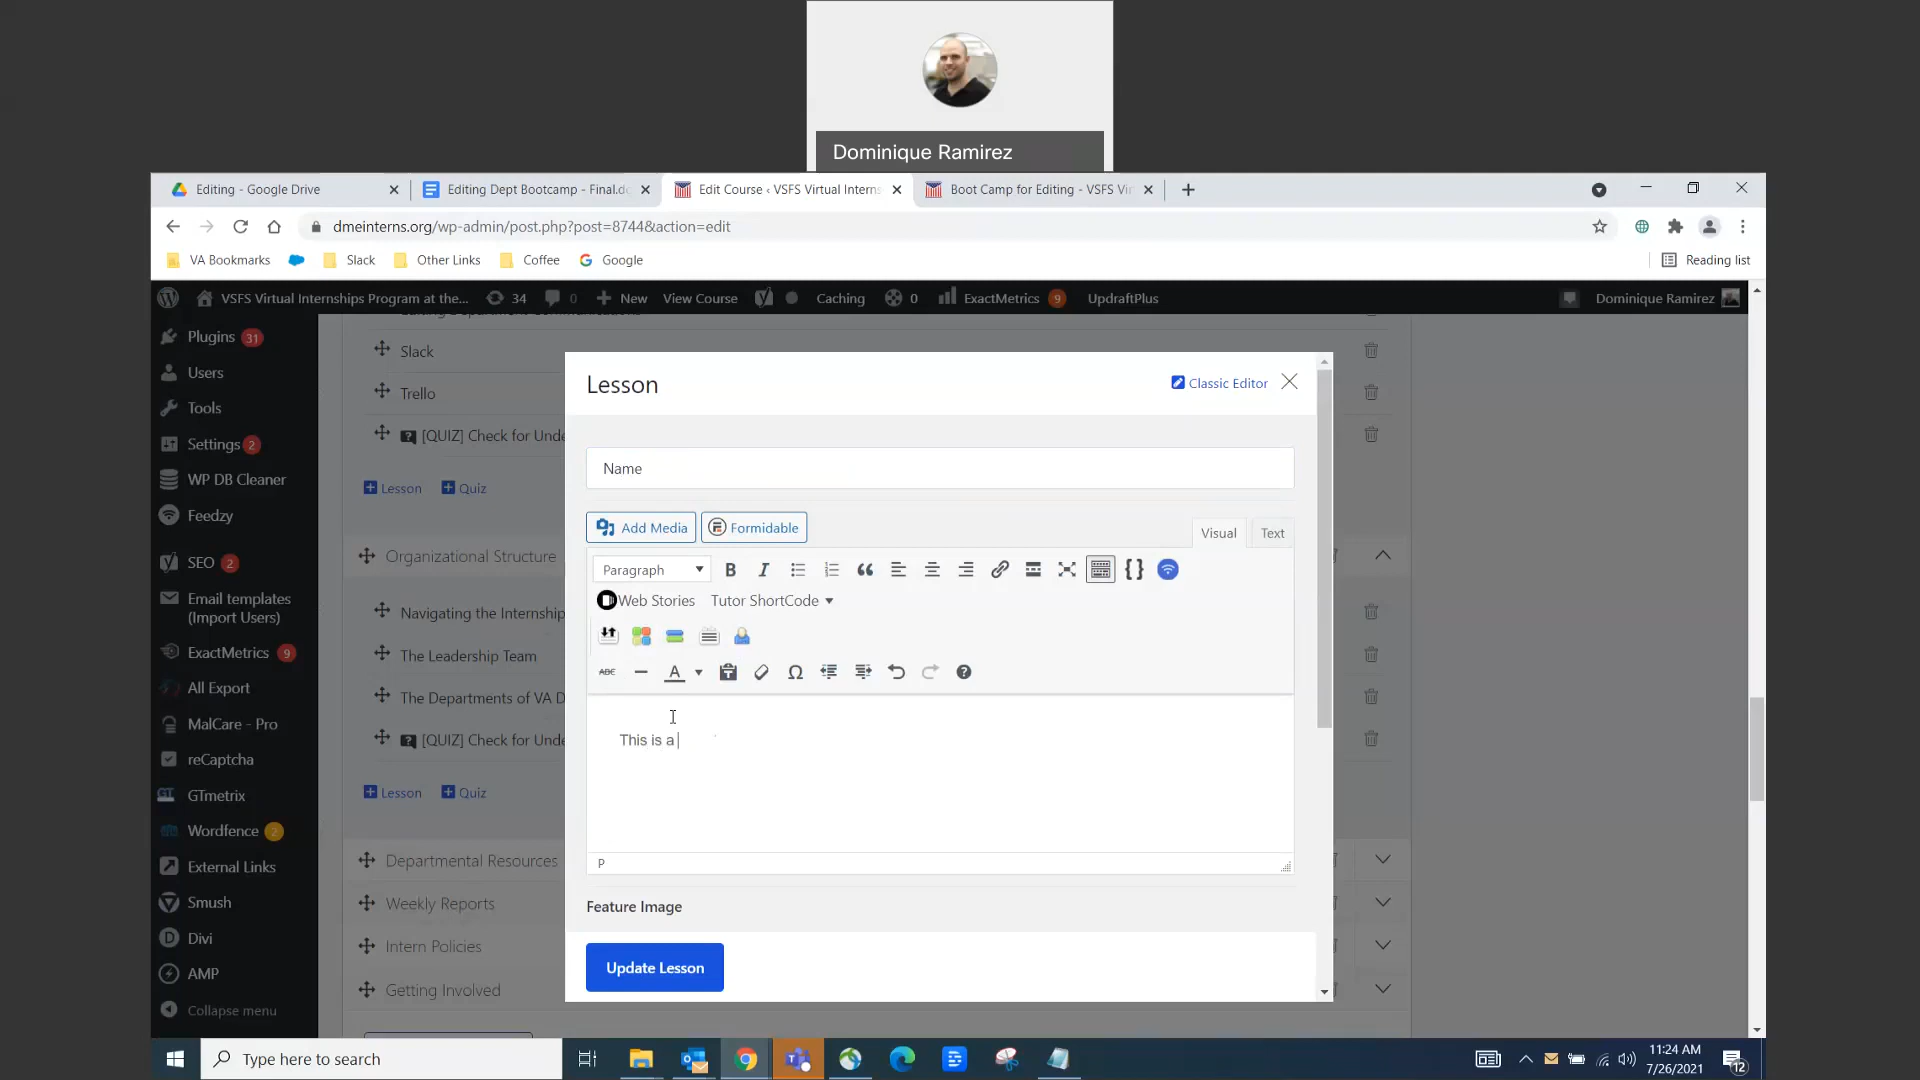 Dominique Ramirez
Editing - Google Drive
Editing Dept Bootcamp - Final.do
Edit Course ‹ VSFS Virtual Interns
Boot Camp for Editing - VSFS Vir
dmeinterns.org/wp-admin/post.php?post=8744&action=edit
VA Bookmarks
Slack
Other Links
Coffee
Google
Reading list
VSFS Virtual Internships Program at the...
34
0
New
View Course
Caching
0
ExactMetrics 9
UpdraftPlus
Dominique Ramirez
Plugins 31
Users
Tools
Settings 2
WP DB Cleaner
Feedzy
SEO 2
Email templates
(Import Users)
ExactMetrics 9
All Export
MalCare - Pro
reCaptcha
GTmetrix
Wordfence 2
External Links
Smush
Divi
AMP
Collapse menu
Slack
Trello
[QUIZ] Check for Unde
Lesson
Quiz
Organizational Structure
Navigating the Internship
The Leadership Team
The Departments of VA D
[QUIZ] Check for Unde
Lesson
Quiz
Departmental Resources
Weekly Reports
Intern Policies
Getting Involved
Lesson
Classic Editor
Name
Add Media
Formidable
Visual
Text
Paragraph
B
I
Web Stories
Tutor ShortCode
ABC
A
Ω
This is a
P
Feature Image
Update Lesson
Type here to search
11:24 AM
7/26/2021
12